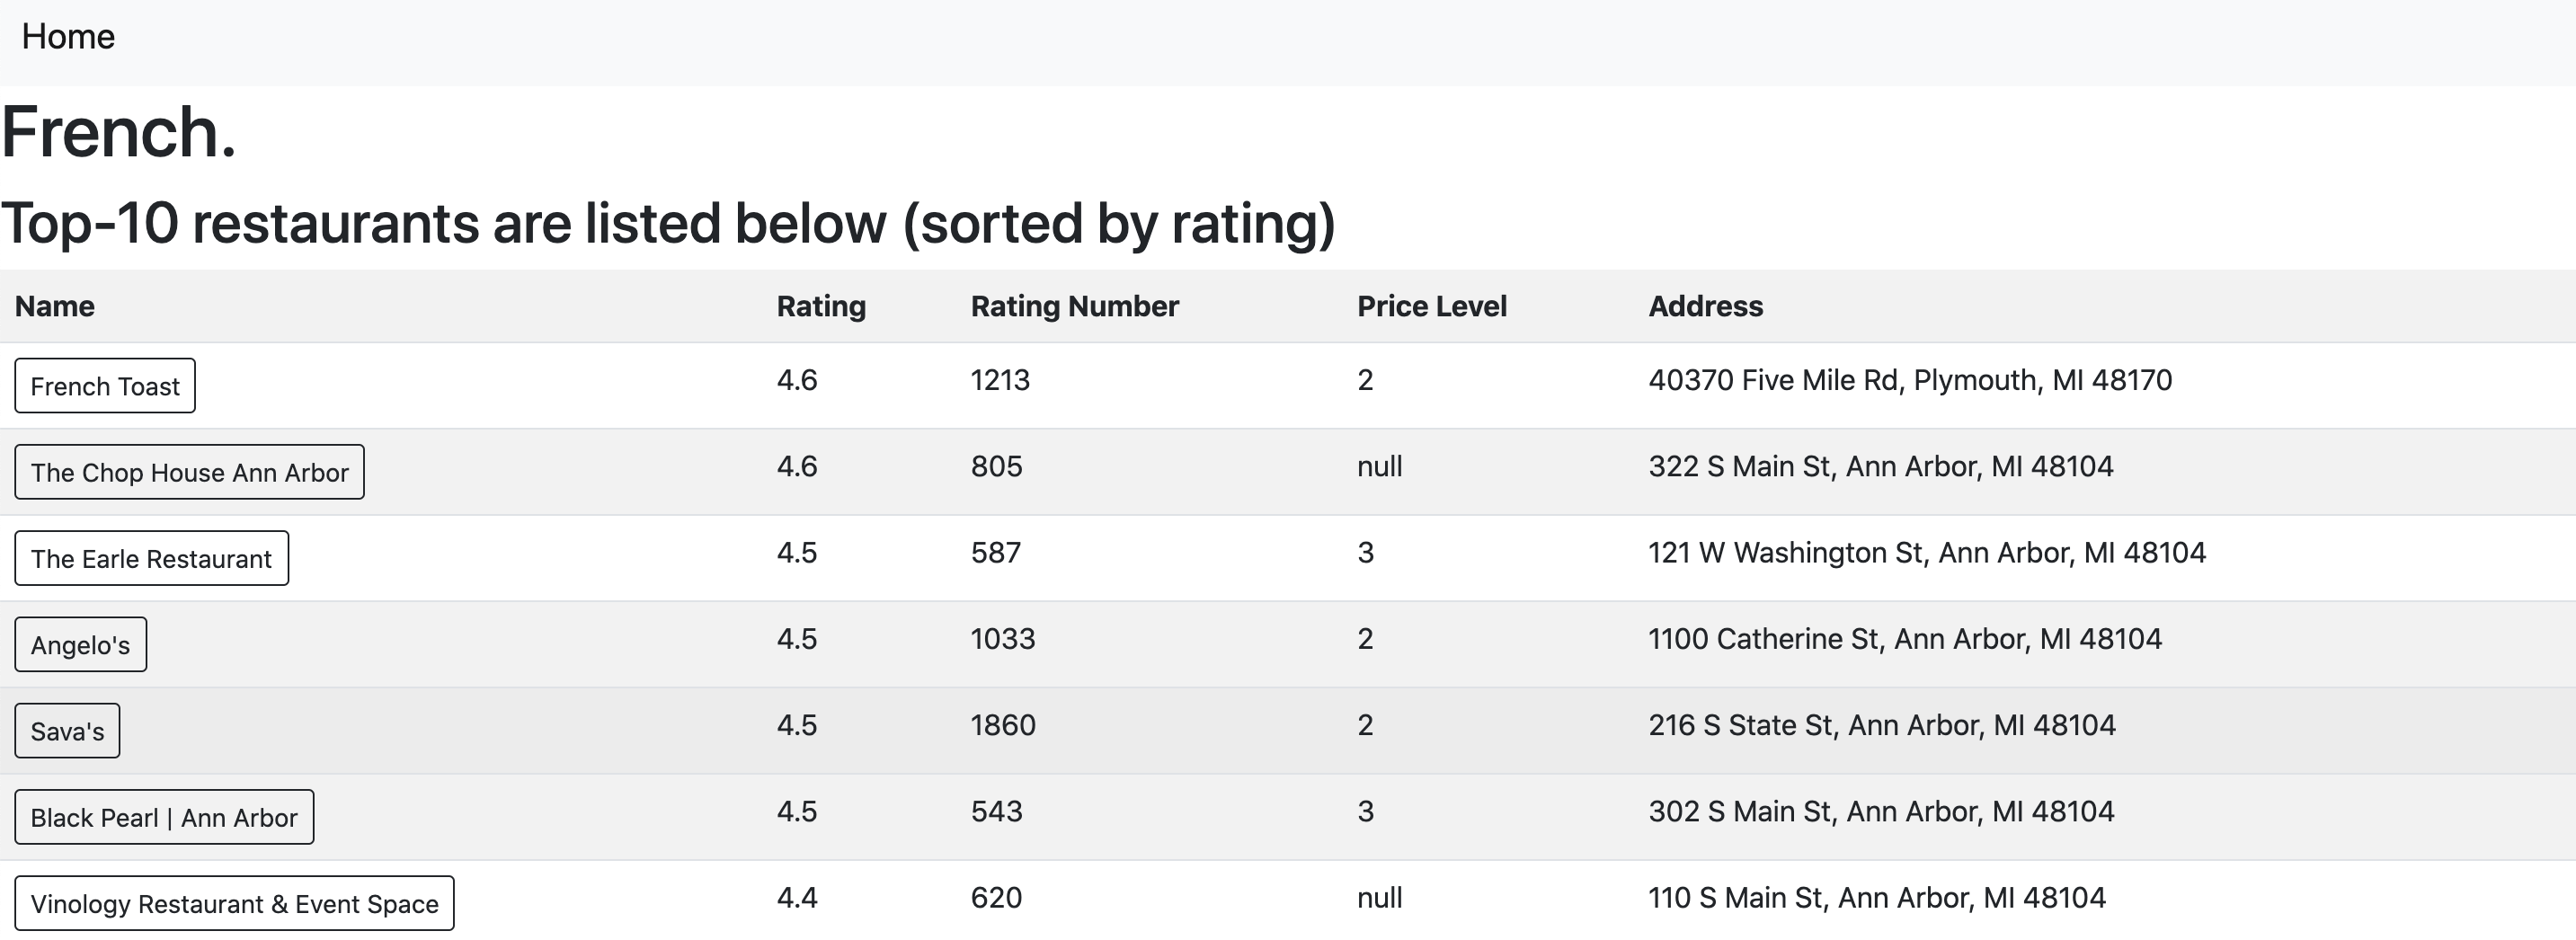 Home
French.
Top-10 restaurants are listed below (sorted by rating)
Name Rating Rating Number Price Level Address
French Toast 4.6 1213 2 40370 Five Mile Rd, Plymouth, MI 48170
The Chop House Ann Arbor 4.6 805 null 322 S Main St, Ann Arbor, MI 48104
The Earle Restaurant 4.5 587 3 121 W Washington St, Ann Arbor, MI 48104
Angelo's 4.5 1033 2 1100 Catherine St, Ann Arbor, MI 48104
Sava's 4.5 1860 2 216 S State St, Ann Arbor, MI 48104
Black Pearl | Ann Arbor 4.5 543 3 302 S Main St, Ann Arbor, MI 48104
Vinology Restaurant & Event Space 4.4 620 null 110 S Main St, Ann Arbor, MI 48104